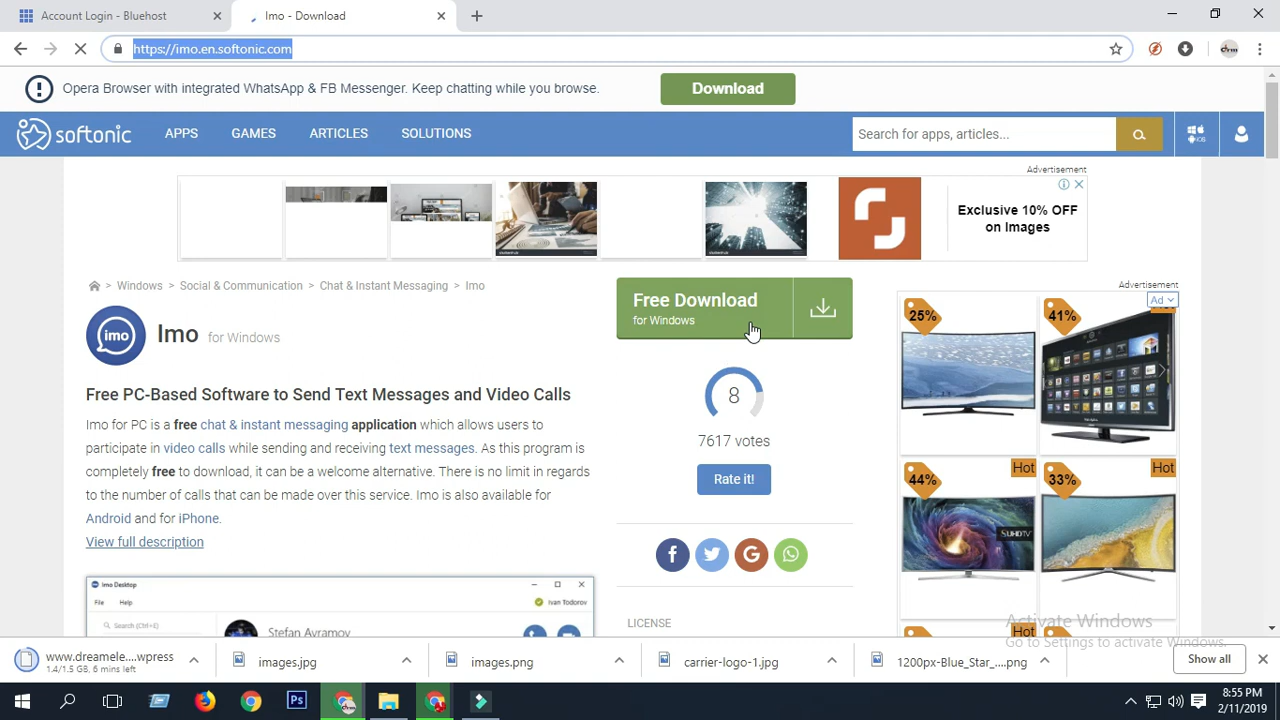 Account Login - Bluehost
Imo - Download
https://imo.en.softonic.com
Opera Browser with integrated WhatsApp & FB Messenger. Keep chatting while you browse.
Download
softonic
APPS
GAMES
ARTICLES
SOLUTIONS
Search for apps, articles...
Advertisement
Exclusive 10% OFF
on Images
Windows > Social & Communication > Chat & Instant Messaging > Imo
Free Download
for Windows
Advertisement
Ad
imo
Imo for Windows
25%
41%
8
7617 votes
Rate it!
Free PC-Based Software to Send Text Messages and Video Calls
Imo for PC is a free chat & instant messaging application which allows users to
participate in video calls while sending and receiving text messages. As this program is
completely free to download, it can be a welcome alternative. There is no limit in regards
to the number of calls that can be made over this service. Imo is also available for
Android and for iPhone.
View full description
44%
Hot
33%
Hot
SUHDTV
Imo Desktop
File Help
Ivan Todorov
Search (Ctrl+E)
Stefan Avramov
LICENSE
Hot
Activate Windows
Go to Settings to activate Windows.
www.dreamele....wpress
1.4/1.5 GB, 6 mins left
images.jpg
images.png
carrier-logo-1.jpg
1200px-Blue_Star_....png
Show all
Ps
8:55 PM
2/11/2019